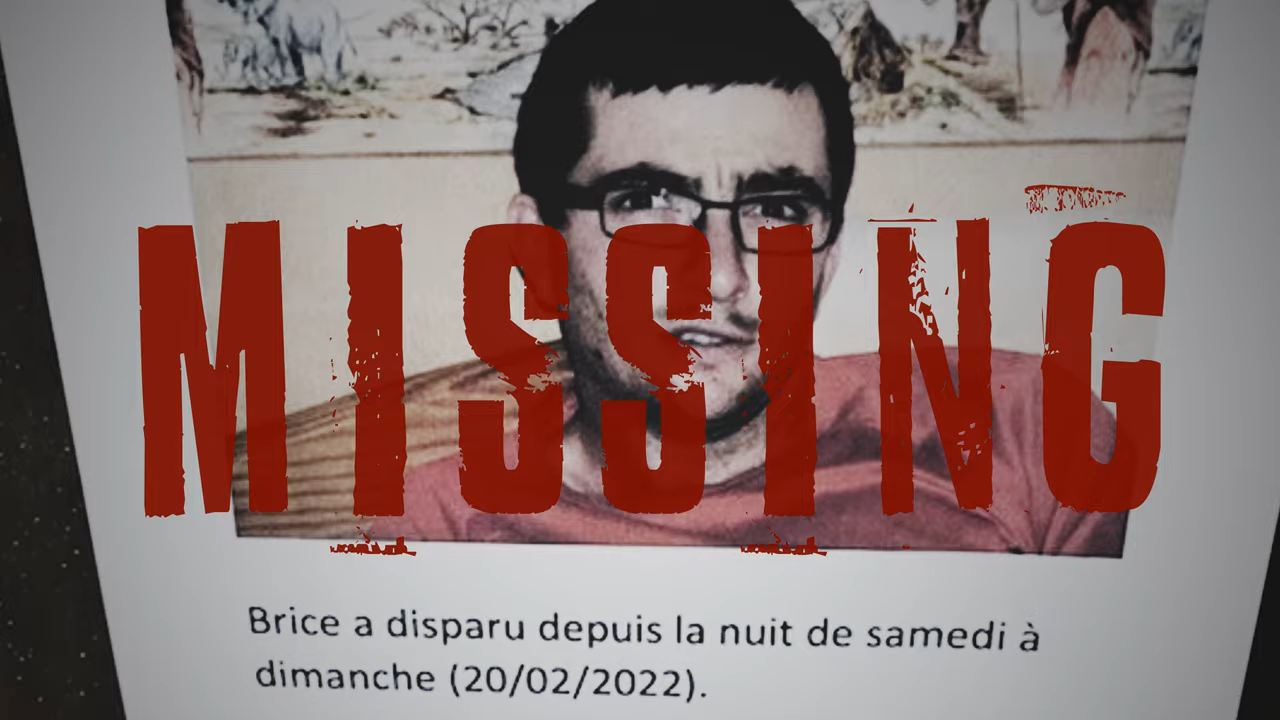 MISSING
Brice a disparu depuis la nuit de samedi à
dimanche (20/02/2022).